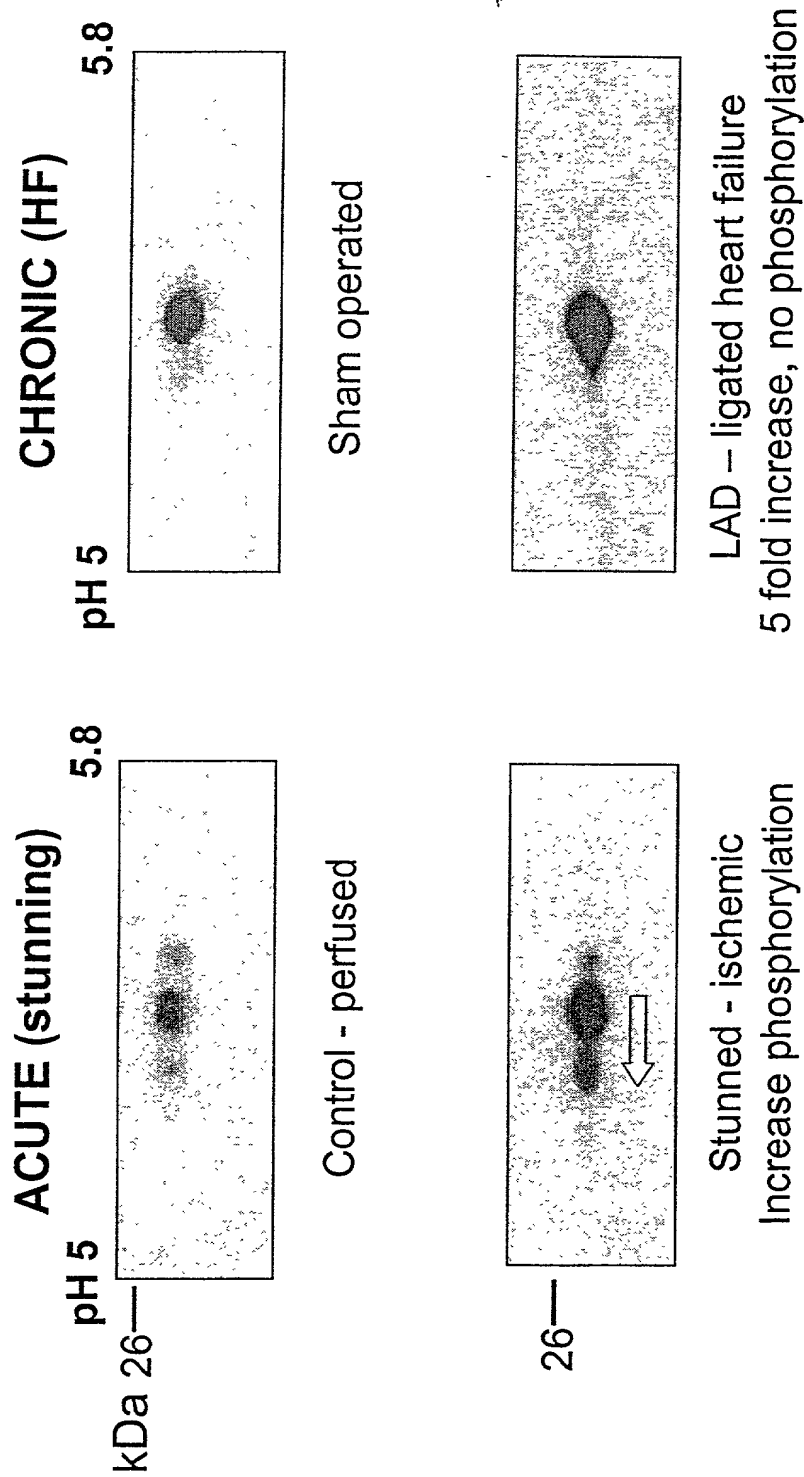 ACUTE (stunning)
pH 5 5.8
kDa 26
Control - perfused
26
Stunned - ischemic
Increase phosphorylation
CHRONIC (HF)
pH 5 5.8
Sham operated
LAD – ligated heart failure
5 fold increase, no phosphorylation